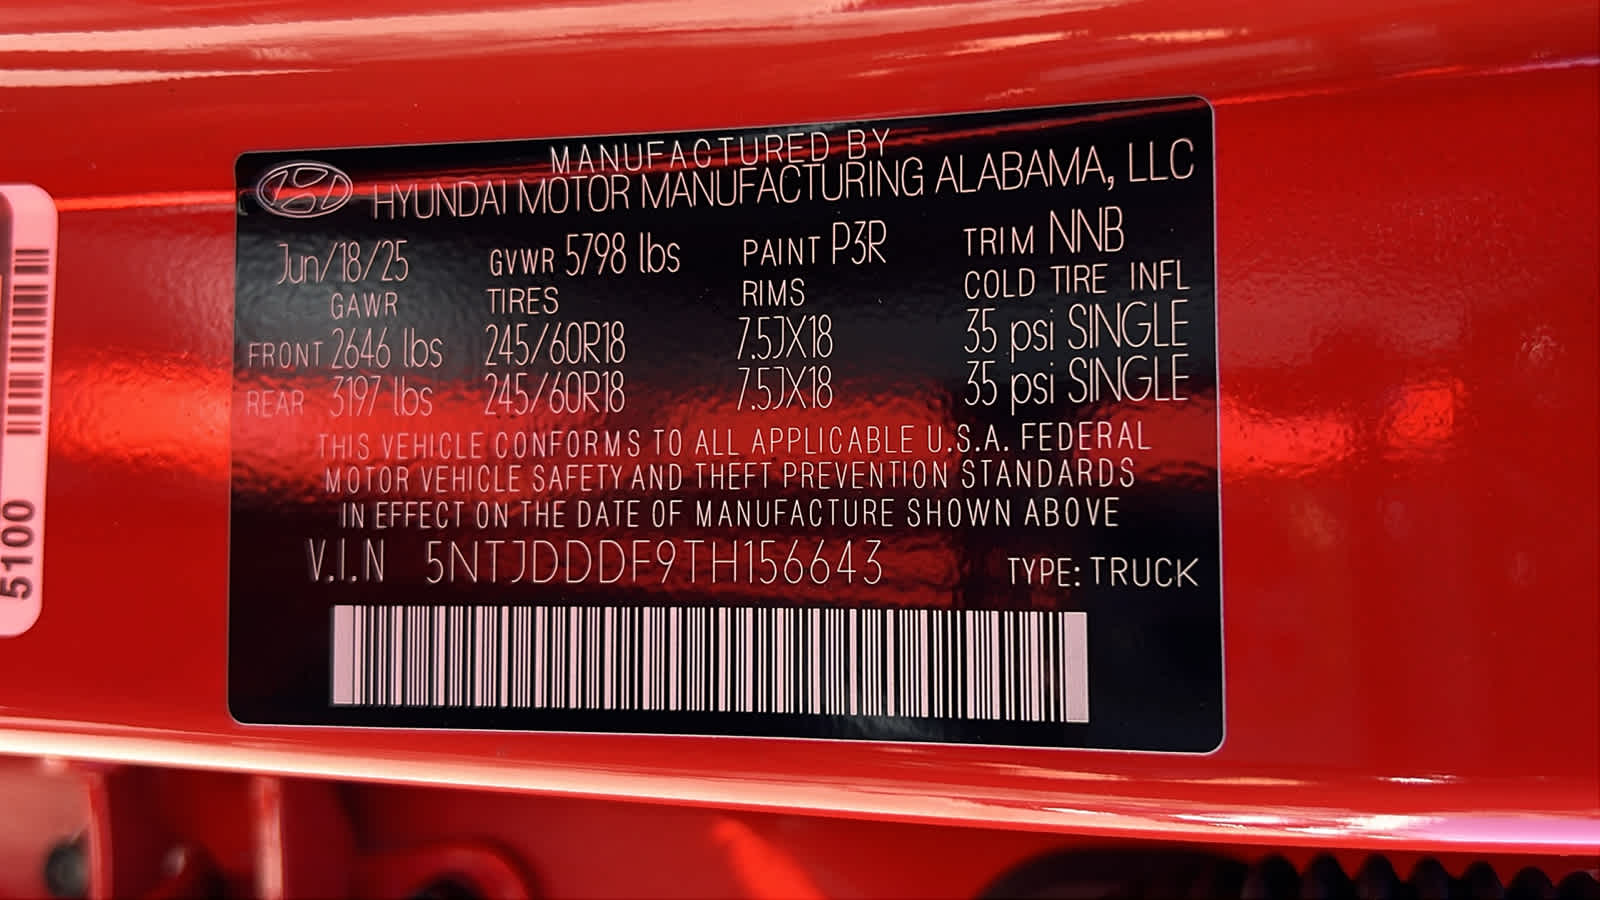 MANUFACTURED BY
HYUNDAI MOTOR MANUFACTURING ALABAMA, LLC
Jun/18/25 GVWR 5798 lbs PAINT P3R TRIM NNB
GAWR TIRES RIMS COLD TIRE INFL
FRONT 2646 lbs 245/60R18 7.5JX18 35 psi SINGLE
REAR 3197 lbs 245/60R18 7.5JX18 35 psi SINGLE
THIS VEHICLE CONFORMS TO ALL APPLICABLE U.S.A. FEDERAL
MOTOR VEHICLE SAFETY AND THEFT PREVENTION STANDARDS
IN EFFECT ON THE DATE OF MANUFACTURE SHOWN ABOVE
V.I.N 5NTJDDDF9TH156643 TYPE: TRUCK
5100